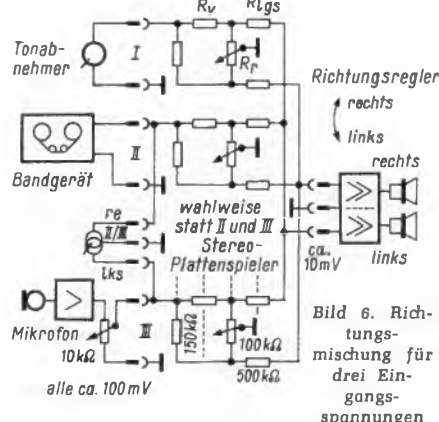 Rv
Rlgs
Tonab-
nehmer
I
Rr
Richtungsregler
rechts
links
II
rechts
Bandgerät
re
II/III
lks
wahlweise
statt II und III
Stereo-
Plattenspieler
ca.
10mV
links
Mikrofon
10kΩ
III
150kΩ
100kΩ
500kΩ
alle ca. 100mV
Bild 6. Rich-
tungs-
mischung für
drei Ein-
gangs-
spannungen